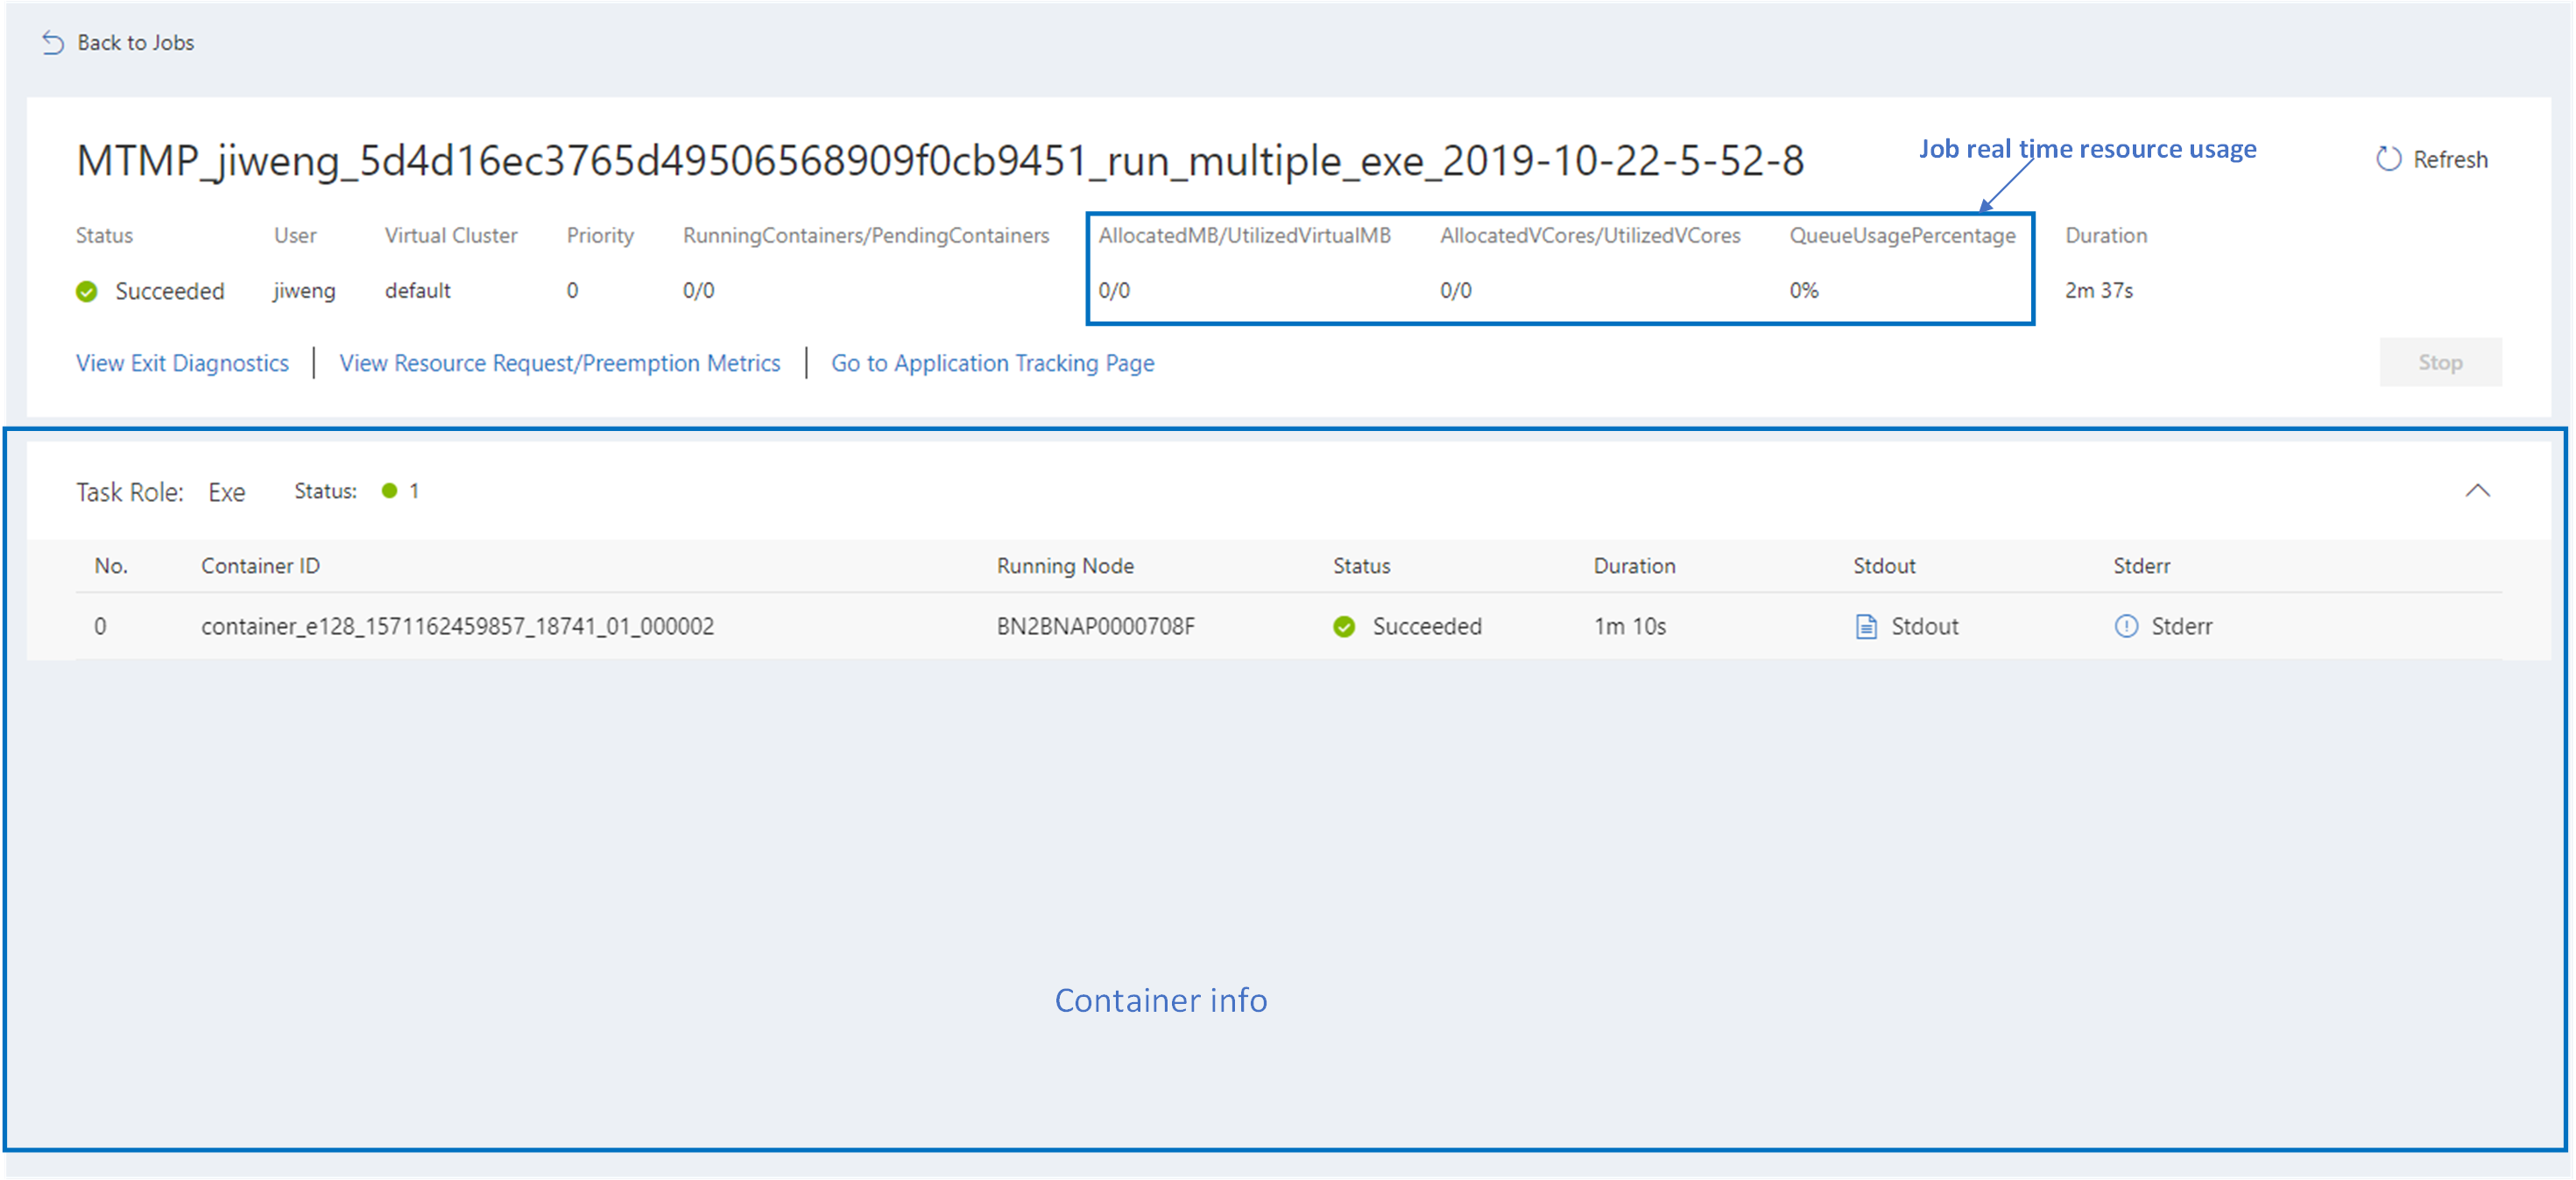 Back to Jobs
MTMP_jiweng_5d4d16ec3765d49506568909f0cb9451_run_multiple_exe_2019-10-22-5-52-8
Job real time resource usage
Refresh
Status User Virtual Cluster Priority RunningContainers/PendingContainers AllocatedMB/UtilizedVirtualMB AllocatedVCores/UtilizedVCores QueueUsagePercentage Duration
Succeeded jiweng default 0 0/0 0/0 0/0 0% 2m 37s
View Exit Diagnostics | View Resource Request/Preemption Metrics | Go to Application Tracking Page Stop
Task Role: Exe Status: 1
No. Container ID Running Node Status Duration Stdout Stderr
0 container_e128_1571162459857_18741_01_000002 BN2BNAP0000708F Succeeded 1m 10s Stdout Stderr
Container info